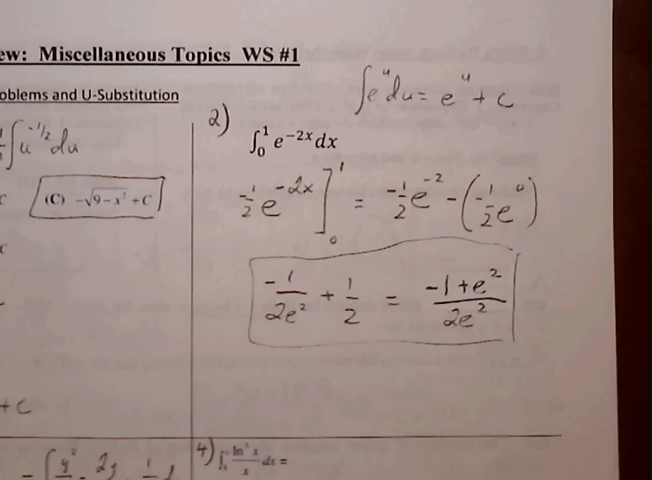 ew: Miscellaneous Topics WS #1
oblems and U-Substitution
∫u^{-1/2} du
(C) -√(9-x²) + C
+ C
2) ∫e^u du = e^u + c
∫₀¹ e^{-2x} dx
-1/2 e^{-2x}]₀¹ = -1/2 e^{-2} - (-1/2 e^0)
-1/(2e²) + 1/2 = (-1+e²)/(2e²)
4)